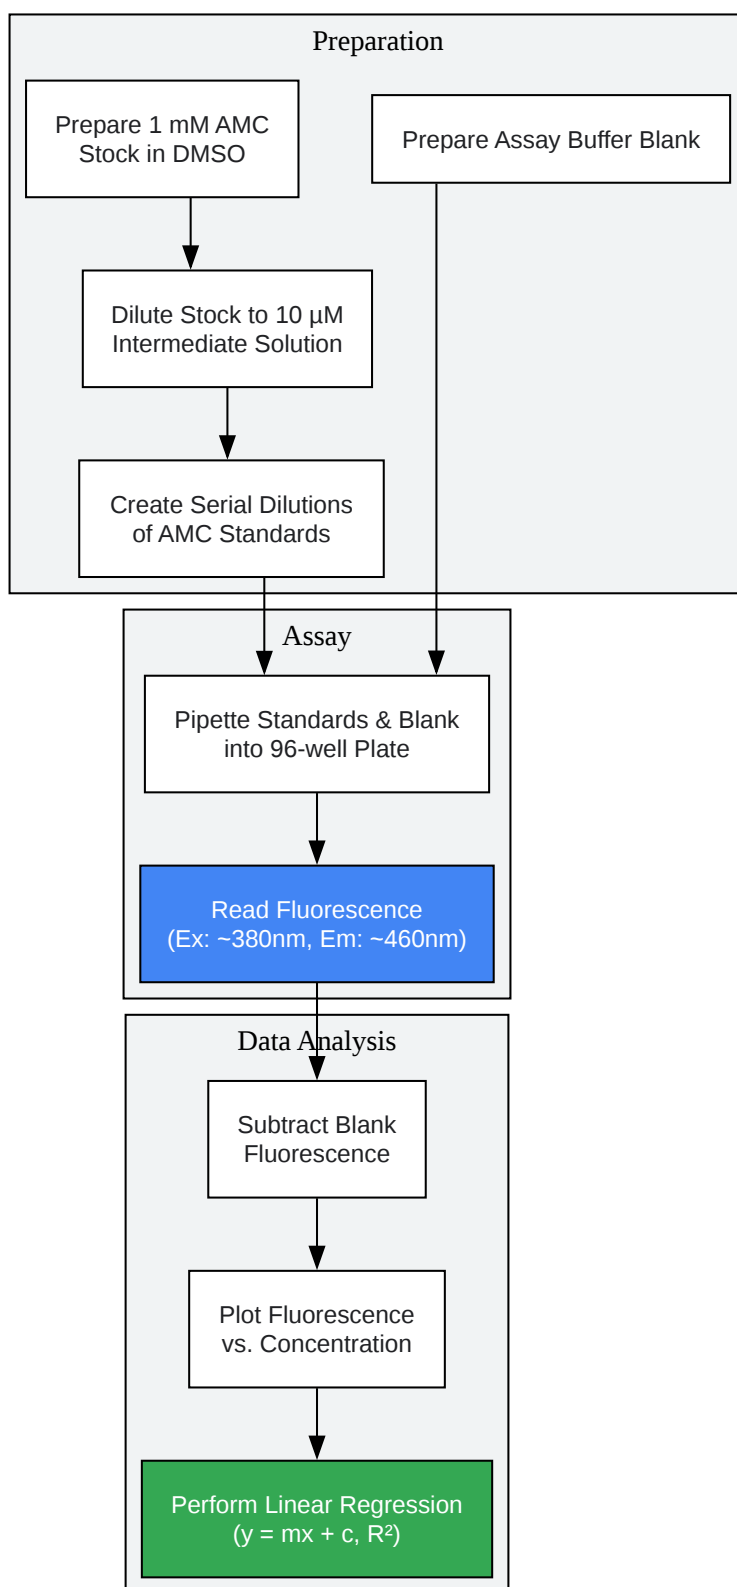 Preparation
Prepare 1 mM AMC
Stock in DMSO
Prepare Assay Buffer Blank
Dilute Stock to 10 µM
Intermediate Solution
Create Serial Dilutions
of AMC Standards
Assay
Pipette Standards & Blank
into 96-well Plate
Read Fluorescence
(Ex: ~380nm, Em: ~460nm)
Data Analysis
Subtract Blank
Fluorescence
Plot Fluorescence
vs. Concentration
Perform Linear Regression
(y = mx + c, R²)